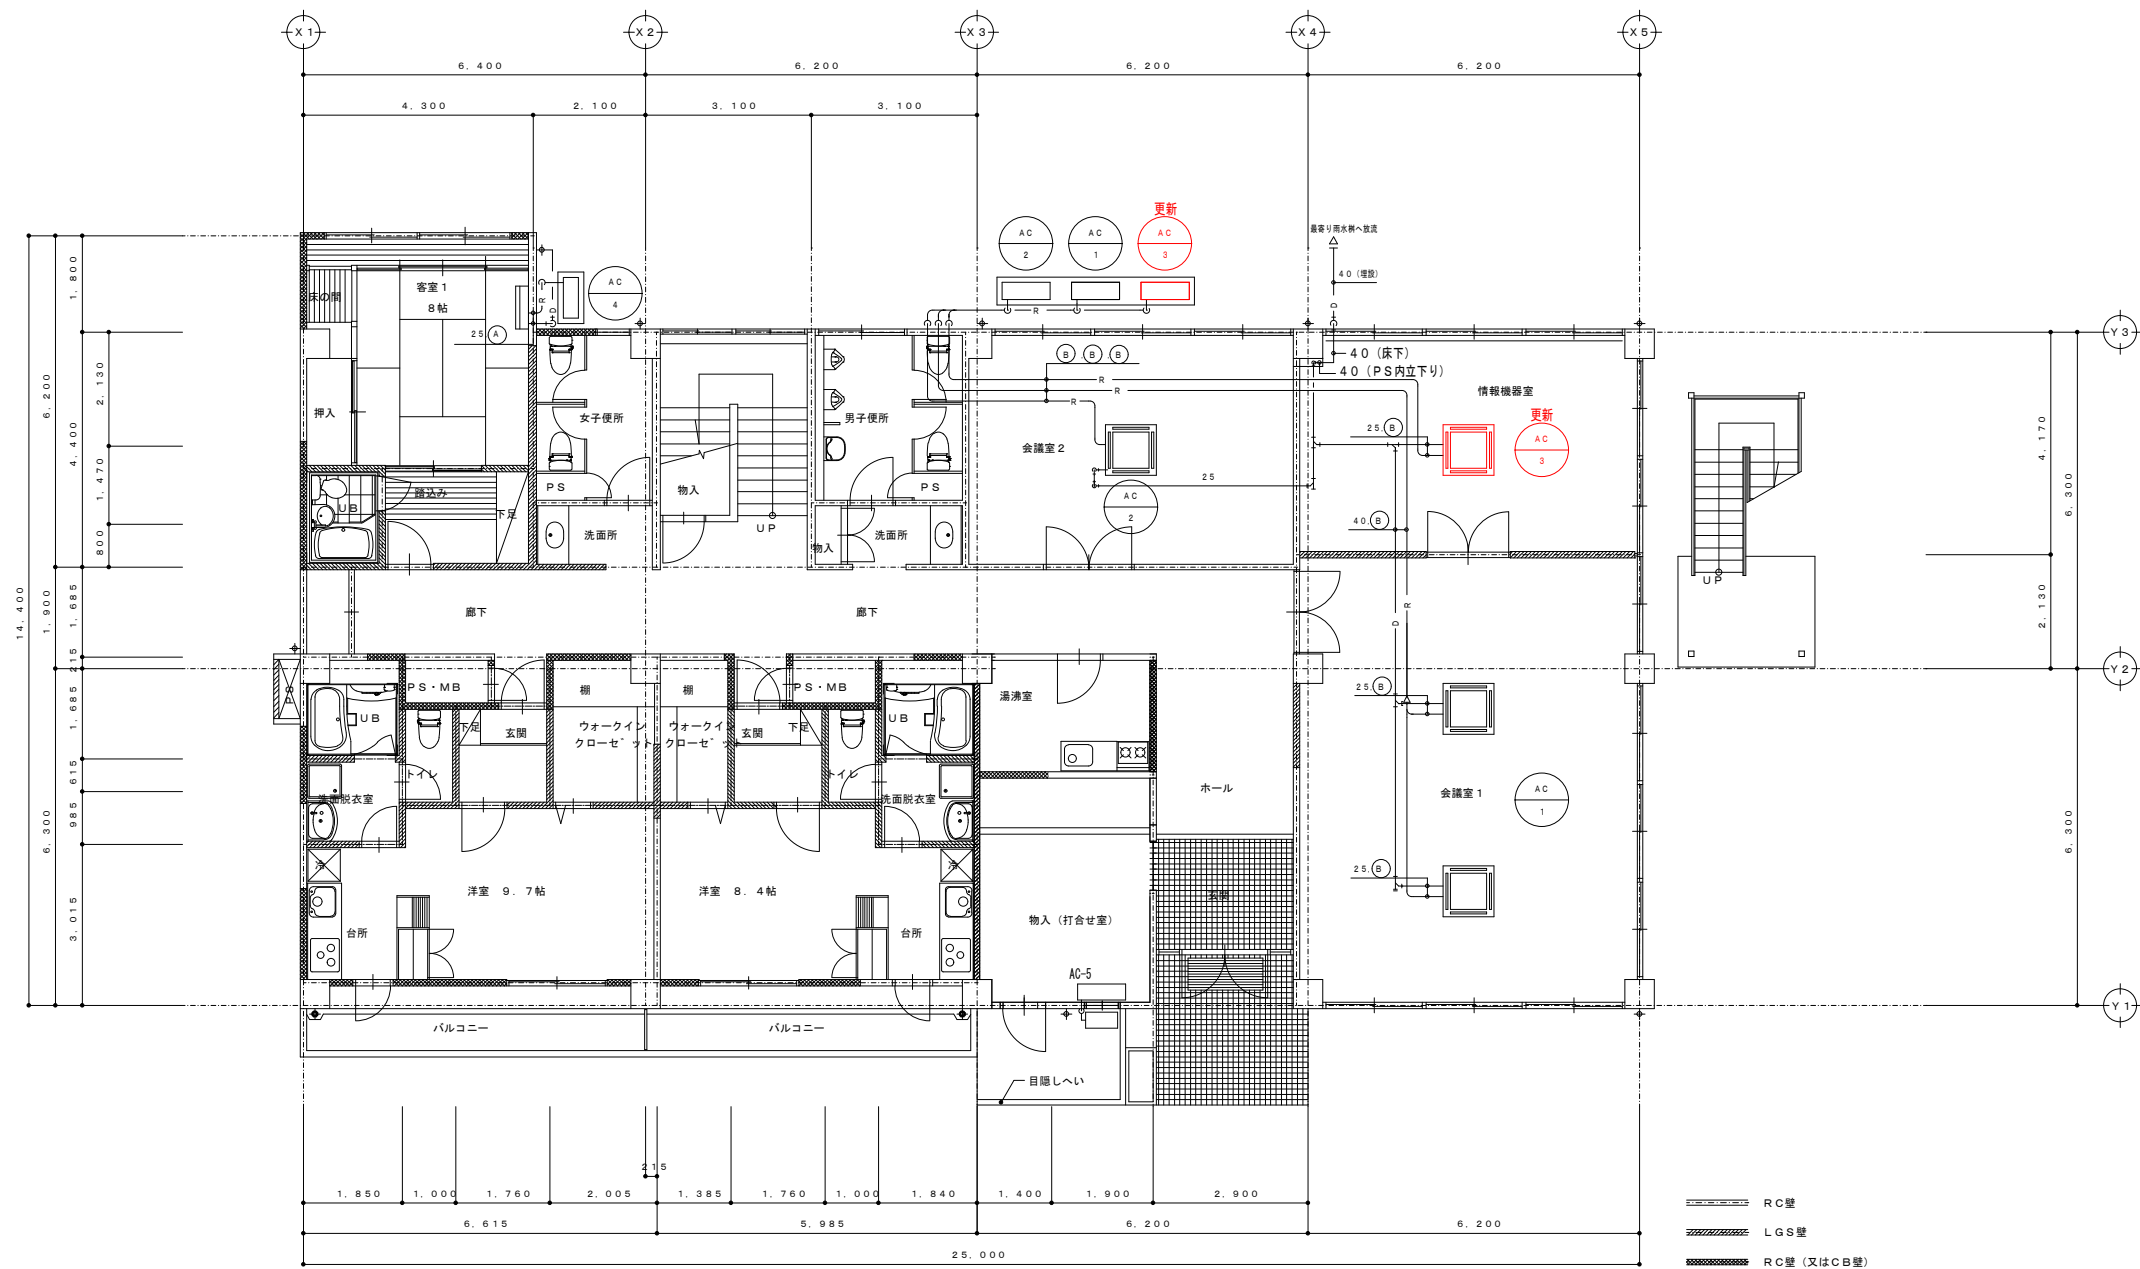 X1
X2
X3
X4
X5
6,400
6,200
6,200
6,200
4,300
2,100
3,100
3,100
更新
AC
2
AC
1
AC
3
最寄り雨水桝へ放流
40(埋設)
D
R
AC
4
R
D
25
A
床の間
客室1
8帖
押入
踏込み
下足
UB
女子便所
PS
洗面所
物入
UP
男子便所
PS
物入
洗面所
B
B
B
R
R
R
会議室2
AC
2
25
40(床下)
40(PS内立下り)
情報機器室
更新
AC
3
25
B
40
B
UP
Y3
Y2
Y1
1,800
6,200
2,130
4,400
1,470
800
14,400
1,900
1,685
215
1,685
615
985
6,300
3,015
4,170
6,300
2,130
6,300
廊下
廊下
PS
PS・MB
UB
棚
棚
PS・MB
UB
下足
玄関
ウォークイン
クローゼット
ウォークイン
クローゼット
玄関
下足
トイレ
トイレ
洗面脱衣室
洗面脱衣室
冷
冷
洋室 9.7帖
洋室 8.4帖
台所
台所
バルコニー
バルコニー
湯沸室
ホール
R
D
25
B
会議室1
AC
1
25
B
玄関
物入(打合せ室)
AC-5
目隠しへい
215
1,850
1,000
1,760
2,005
1,385
1,760
1,000
1,840
1,400
1,900
2,900
6,615
5,985
6,200
6,200
25,000
RC壁
LGS壁
RC壁(又はCB壁)